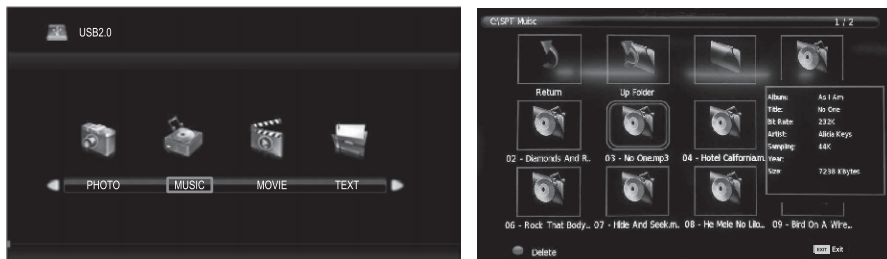 USB2.0
PHOTO MUSIC MOVIE TEXT
C:\SPT Muisc 1 / 2
Return Up Folder
Album: As I Am
Title: No One
Bit Rate: 232K
Artist: Alicia Keys
Sampling: 44K
Year:
Size: 7238 KBytes
02 - Diamonds And R.. 03 - No One.mp3 04 - Hotel California.m
06 - Rock That Body.. 07 - Hide And Seek.m.. 08 - He Mele No Lilo.. 09 - Bird On A Wire...
Delete EXIT Exit